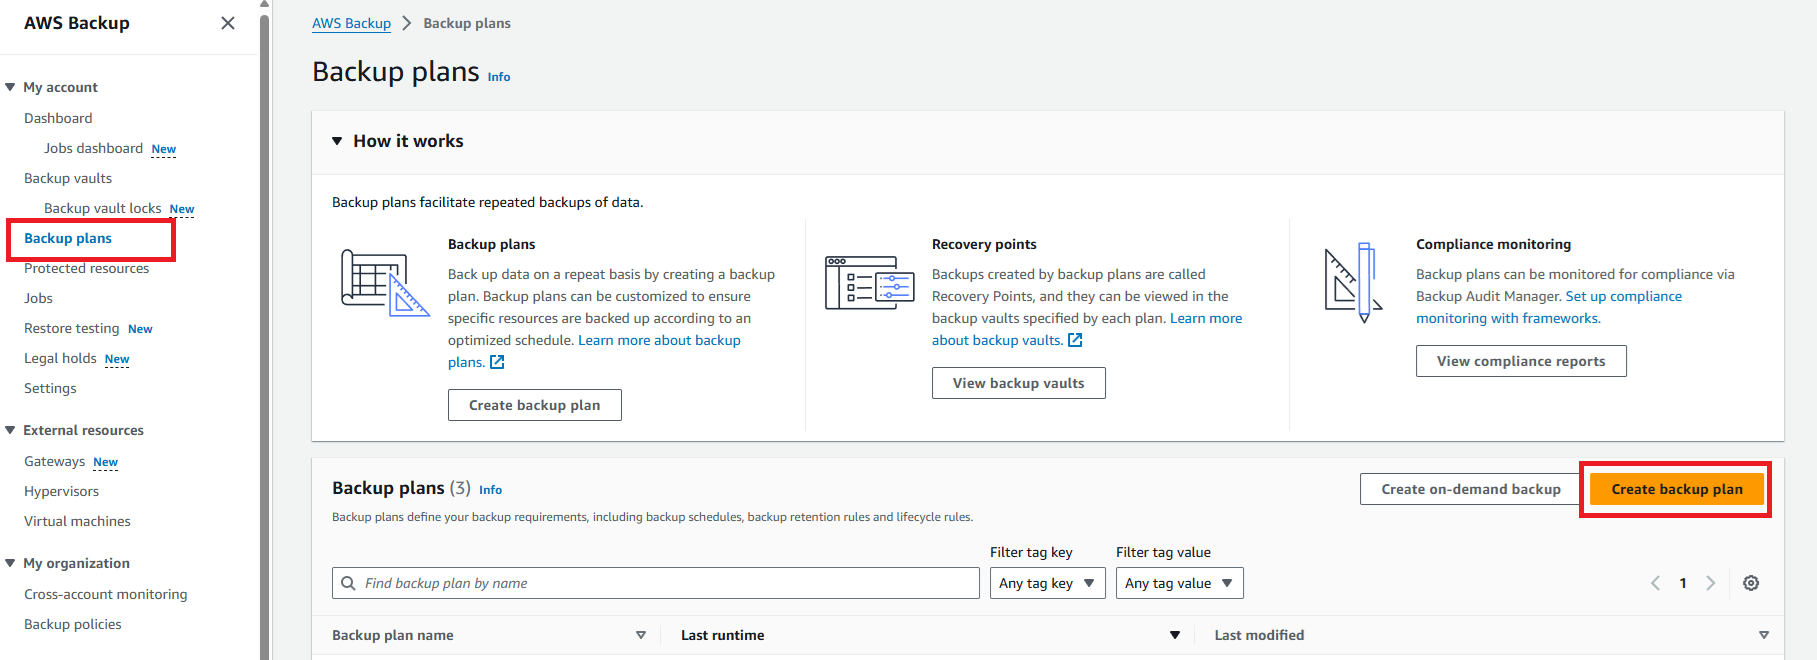 AWS Backup
My account
Dashboard
Jobs dashboard New
Backup vaults
Backup vault locks New
Backup plans
Protected resources
Jobs
Restore testing New
Legal holds New
Settings
External resources
Gateways New
Hypervisors
Virtual machines
My organization
Cross-account monitoring
Backup policies
AWS Backup > Backup plans
Backup plans Info
How it works
Backup plans facilitate repeated backups of data.
Backup plans
Back up data on a repeat basis by creating a backup
plan. Backup plans can be customized to ensure
specific resources are backed up according to an
optimized schedule. Learn more about backup
plans.
Create backup plan
Recovery points
Backups created by backup plans are called
Recovery Points, and they can be viewed in the
backup vaults specified by each plan. Learn more
about backup vaults.
View backup vaults
Compliance monitoring
Backup plans can be monitored for compliance via
Backup Audit Manager. Set up compliance
monitoring with frameworks.
View compliance reports
Backup plans (3) Info
Create on-demand backup
Create backup plan
Backup plans define your backup requirements, including backup schedules, backup retention rules and lifecycle rules.
Filter tag key
Filter tag value
Find backup plan by name
Any tag key
Any tag value
1
Backup plan name
Last runtime
Last modified